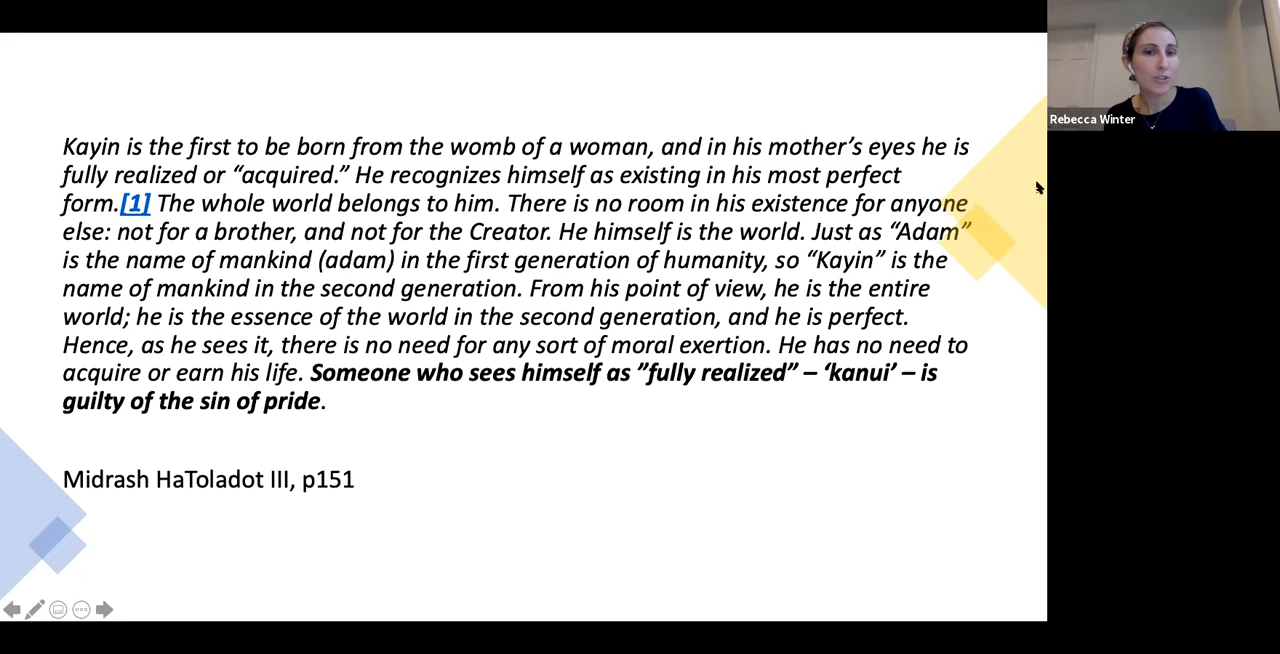 Kayin is the first to be born from the womb of a woman, and in his mother’s eyes he is
fully realized or “acquired.” He recognizes himself as existing in his most perfect
form.[1] The whole world belongs to him. There is no room in his existence for anyone
else: not for a brother, and not for the Creator. He himself is the world. Just as “Adam”
is the name of mankind (adam) in the first generation of humanity, so “Kayin” is the
name of mankind in the second generation. From his point of view, he is the entire
world; he is the essence of the world in the second generation, and he is perfect.
Hence, as he sees it, there is no need for any sort of moral exertion. He has no need to
acquire or earn his life. Someone who sees himself as ”fully realized” – ‘kanui’ – is
guilty of the sin of pride.
Midrash HaToladot III, p151
Rebecca Winter